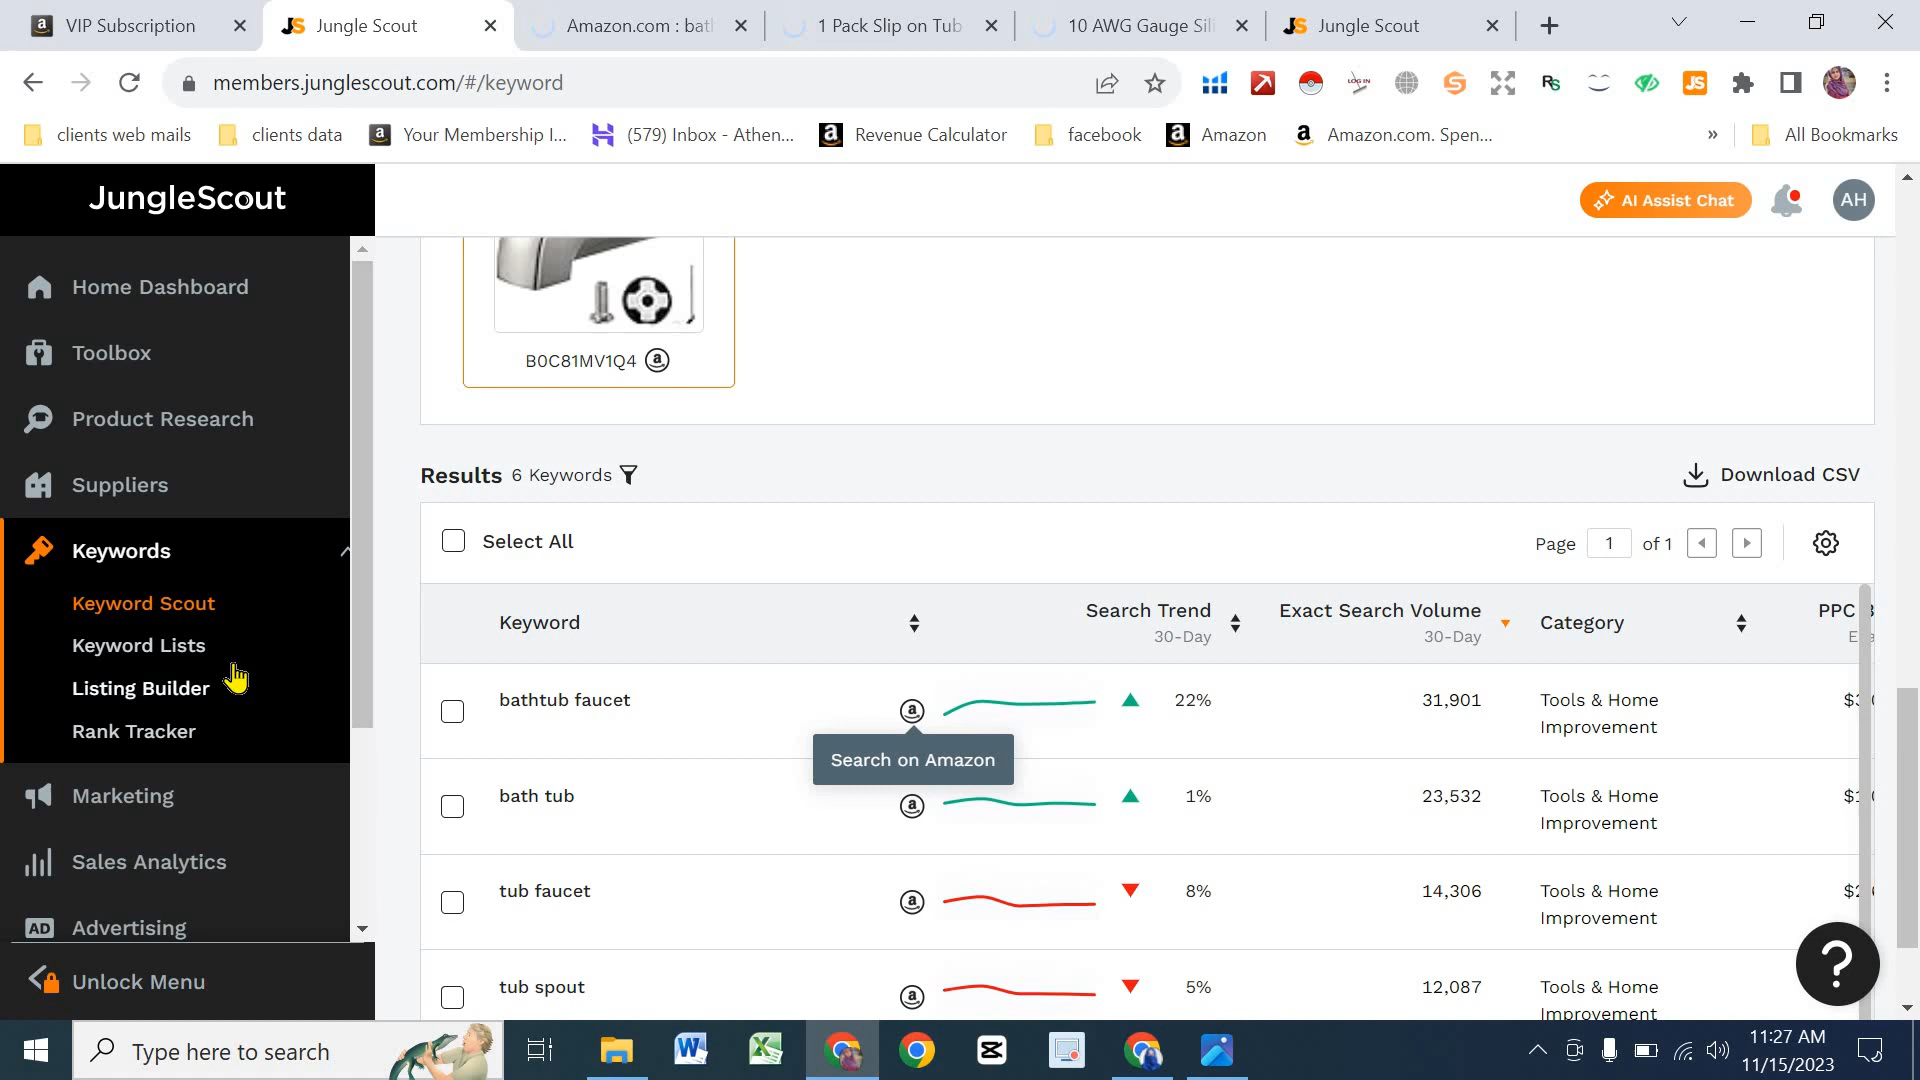 VIP Subscription
Jungle Scout
Amazon.com : bat
1 Pack Slip on Tub
10 AWG Gauge Sil
Jungle Scout
members.junglescout.com/#/keyword
LOG IN
RS
JS
clients web mails
clients data
Your Membership I...
(579) Inbox - Athen...
Revenue Calculator
facebook
Amazon
Amazon.com. Spen...
»
All Bookmarks
JungleScout
AI Assist Chat
AH
Home Dashboard
Toolbox
Product Research
Suppliers
Keywords
Keyword Scout
Keyword Lists
Listing Builder
Rank Tracker
Marketing
Sales Analytics
AD Advertising
Unlock Menu
B0C81MV1Q4
Results 6 Keywords
Download CSV
Select All
Page 1 of 1
Keyword
Search Trend
30-Day
Exact Search Volume
30-Day
Category
PPC
bathtub faucet
22%
31,901
Tools & Home
Improvement
Search on Amazon
bath tub
1%
23,532
Tools & Home
Improvement
tub faucet
8%
14,306
Tools & Home
Improvement
tub spout
5%
12,087
Tools & Home
Improvement
?
Type here to search
11:27 AM
11/15/2023